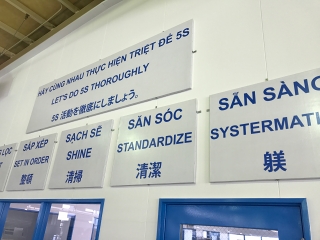 HÃY CÙNG NHAU THỰC HIỆN TRIỆT ĐỂ 5S
LET'S DO 5S THOROUGHLY
5S 活動を徹底にしましょう。
LỌC
SẮP XẾP
SET IN ORDER
整頓
SẠCH SẼ
SHINE
清掃
SĂN SÓC
STANDARDIZE
清潔
SẴN SÀNG
SYSTERMATI
躾